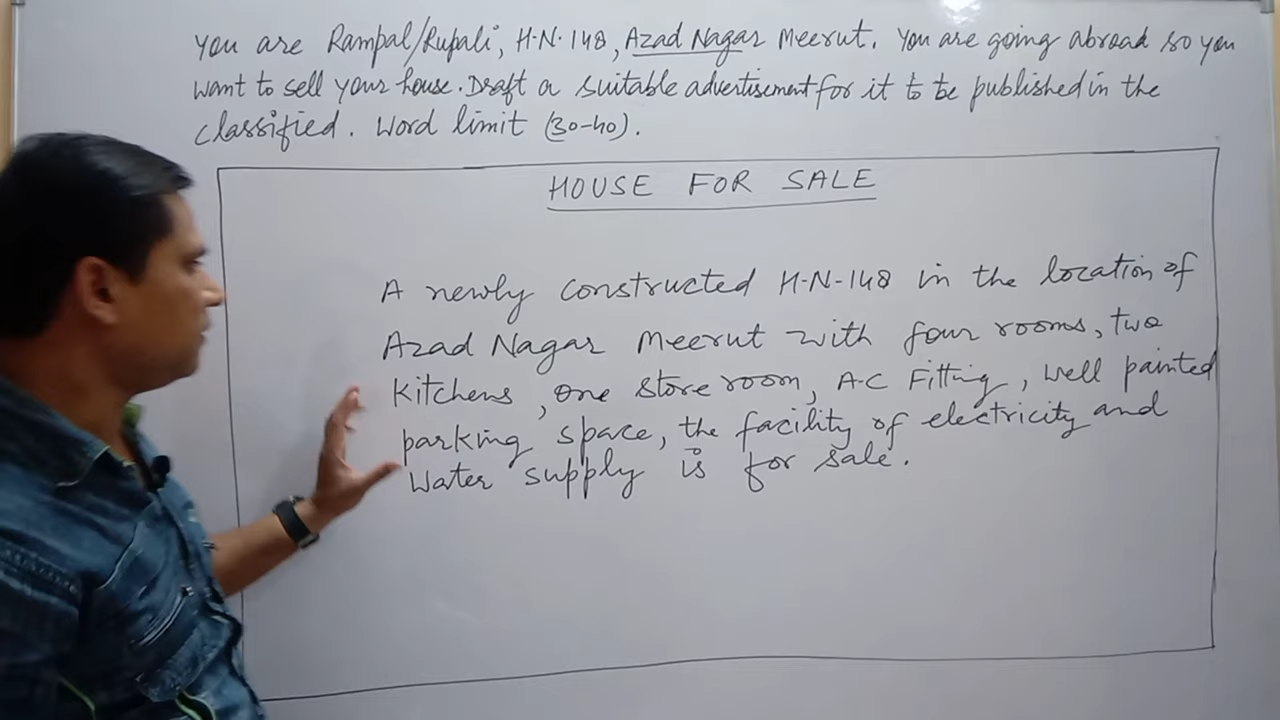 You are Rampal/Rupali, H.N. 148, Azad Nagar Meerut. You are going abroad so you
want to sell your house. Draft a suitable advertisement for it to be published in the
classified. Word limit (30-40).
HOUSE FOR SALE
A newly constructed H-N-148 in the location of
Azad Nagar Meerut with four rooms, two
kitchens, one store room, A-C Fitting, well painted
parking space, the facility of electricity and
water supply is for sale.